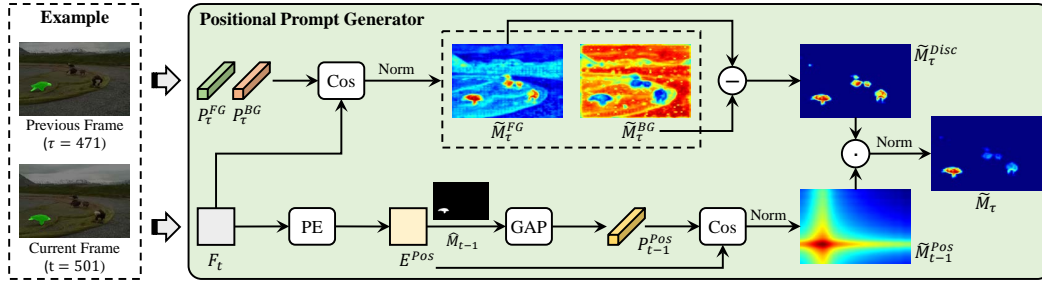 Example
Previous Frame
(τ = 471)
Current Frame
(t = 501)
Positional Prompt Generator
P_τ^{FG} P_τ^{BG}
Cos
Norm
M̃_τ^{FG}
M̃_τ^{BG}
−
M̃_τ^{Disc}
·
Norm
M̃_τ
F_t
PE
E^{Pos}
M̂_{t−1}
GAP
P_{t−1}^{Pos}
Cos
Norm
M̃_{t−1}^{Pos}